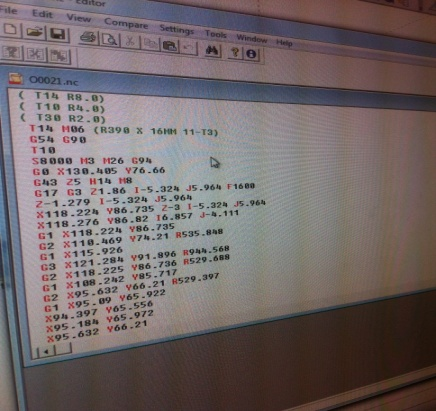 Editor
File Edit View Compare Settings Tools Window Help
O0021.nc
( T14 R8.0)
( T10 R4.0)
( T30 R2.0)
T14 M06 (R390 X 16MM 11-T3)
G54 G90
T10
S8000 M3 M26 G94
G0 X130.405 Y76.66
G43 Z5 H14 M8
G17 G3 Z1.86 I-5.324 J5.964 F1600
Z-1.279 I-5.324 J5.964
X118.224 Y86.735 Z-3 I-5.324 J5.964
X118.276 Y86.82 I6.857 J-4.111
G1 X118.224 Y86.735
G2 X110.469 Y74.21 R535.848
G1 X115.926
G3 X121.284 Y91.896 R944.568
G2 X118.225 Y86.736 R529.688
G1 X108.242 Y85.717
G2 X95.632 Y66.21 R529.397
G1 X95.09 Y65.922
X94.397 Y65.556
X95.184 Y65.972
X95.632 Y66.21